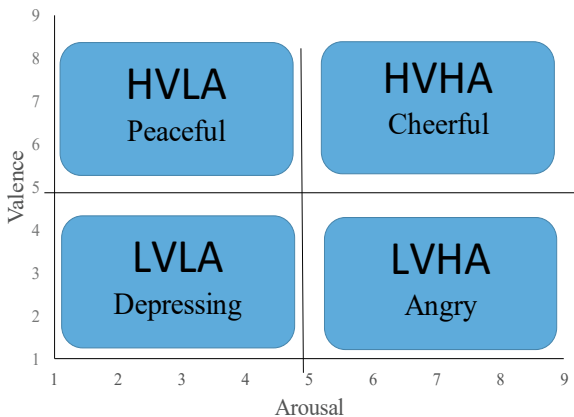 9
8
7
6
5
4
3
2
1
Valence
HVLA
Peaceful
HVHA
Cheerful
LVLA
Depressing
LVHA
Angry
1 2 3 4 5 6 7 8 9
Arousal